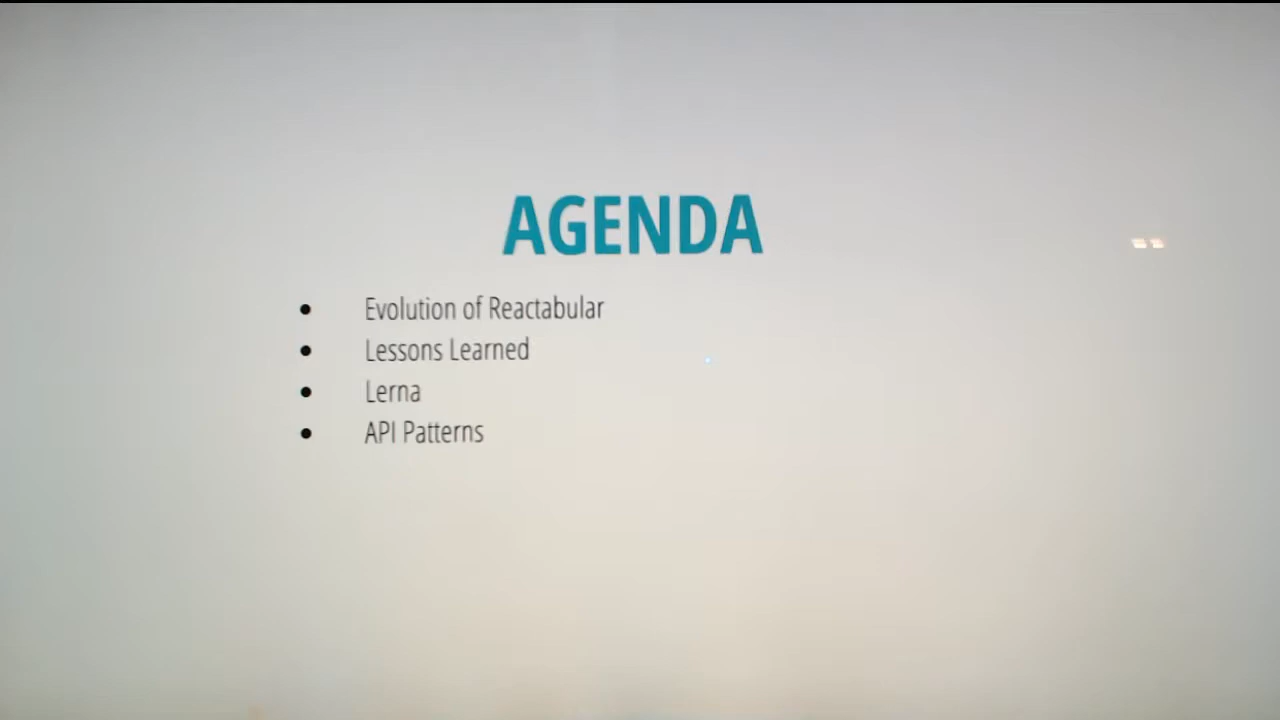 AGENDA
• Evolution of Reactabular
• Lessons Learned
• Lerna
• API Patterns